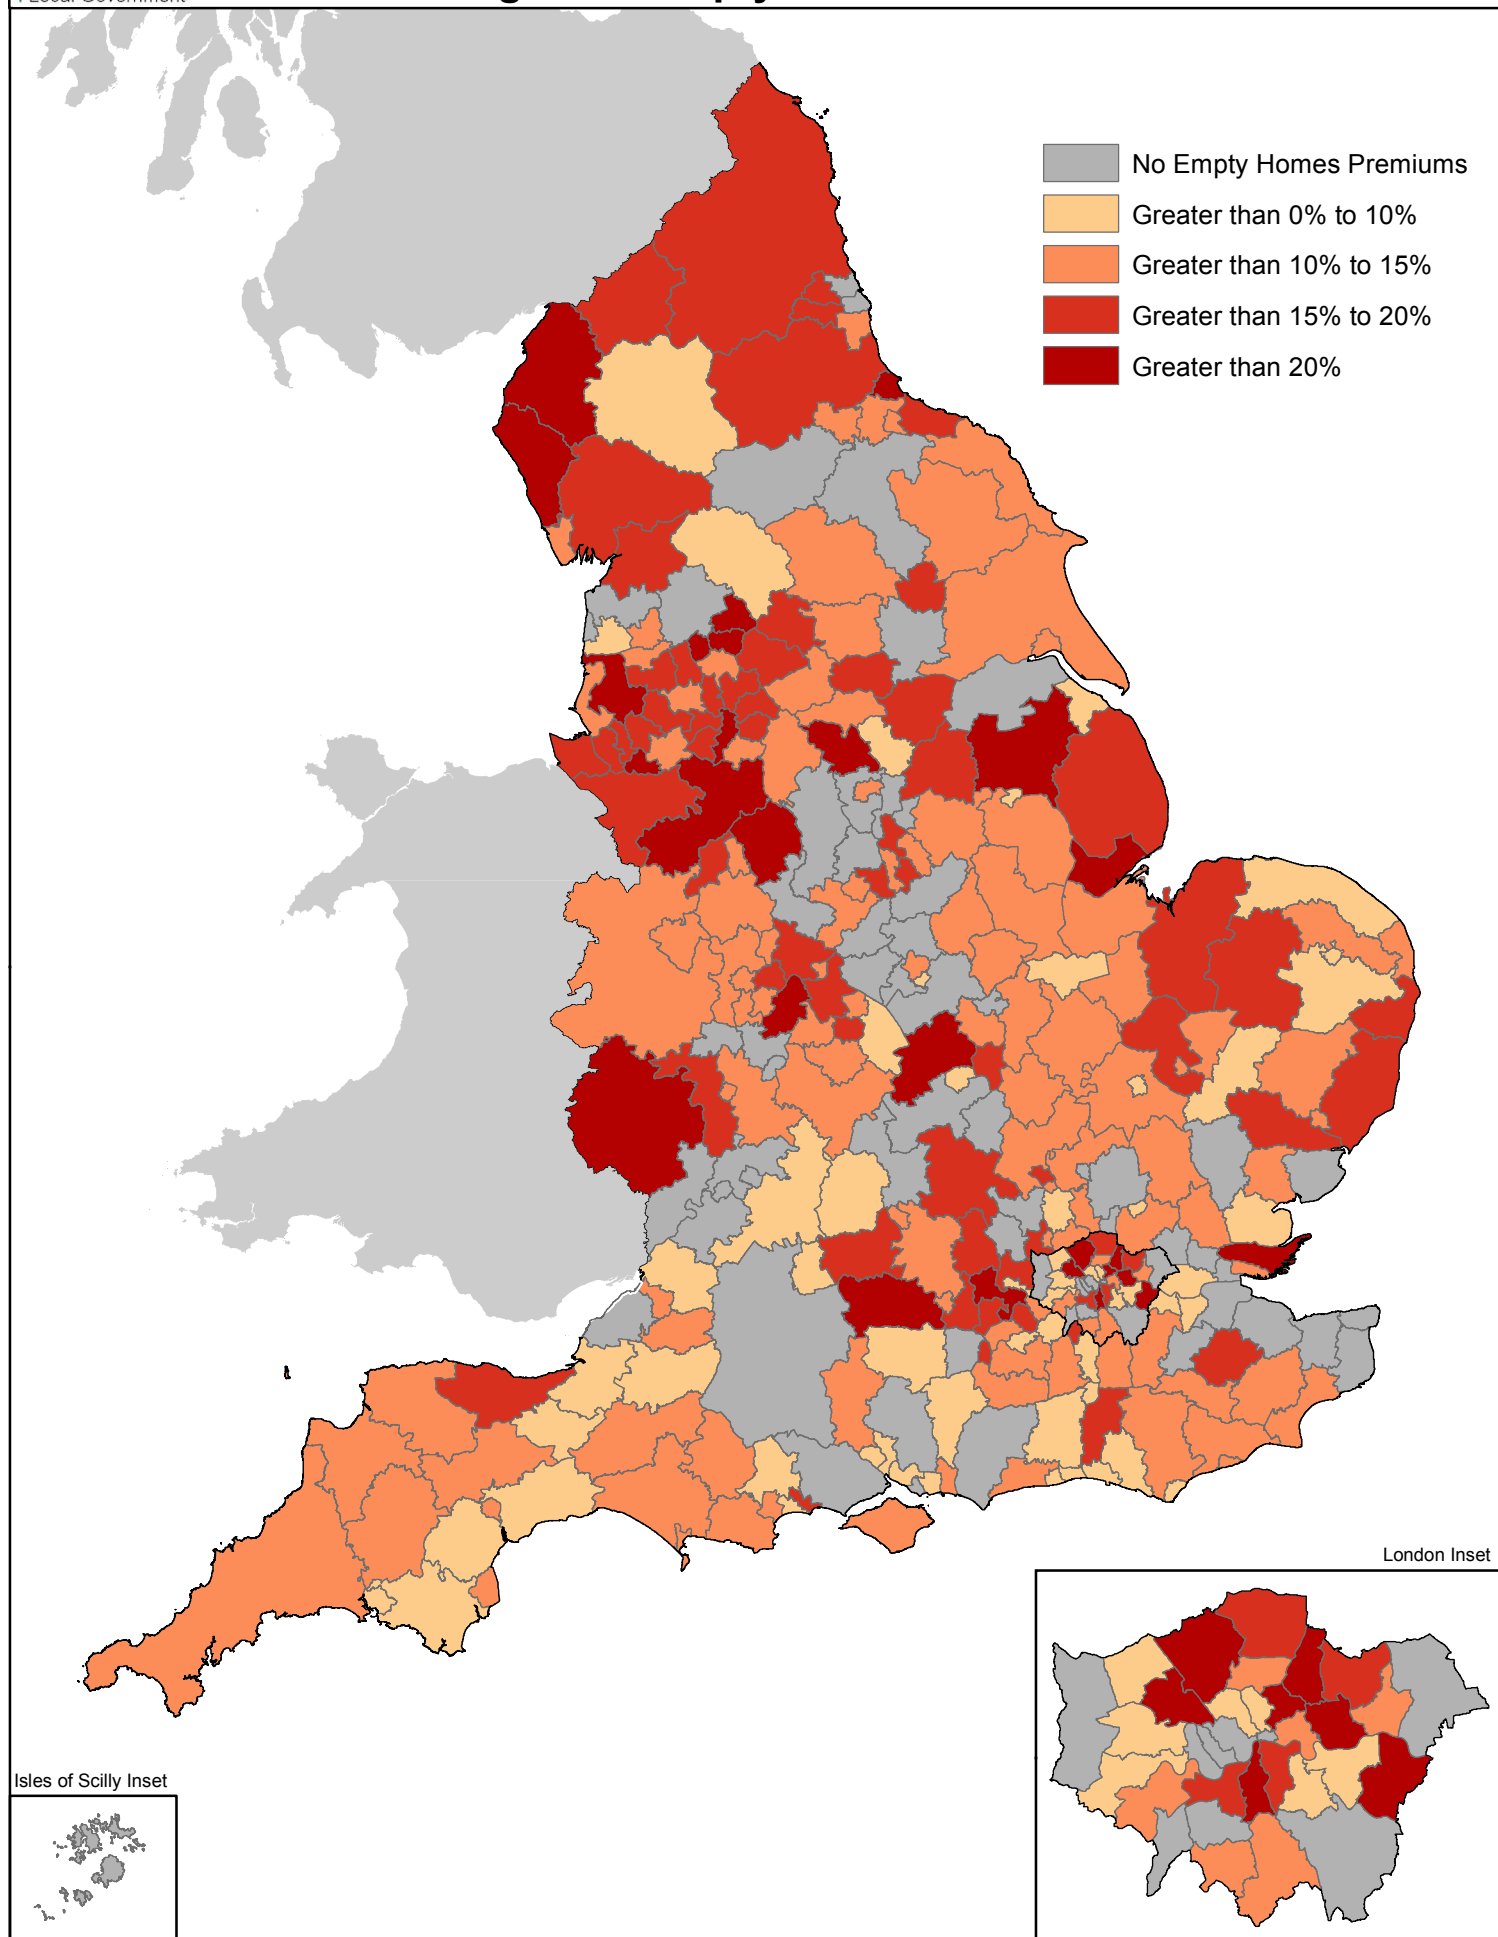 No Empty Homes Premiums
Greater than 0% to 10%
Greater than 10% to 15%
Greater than 15% to 20%
Greater than 20%
London Inset
Isles of Scilly Inset